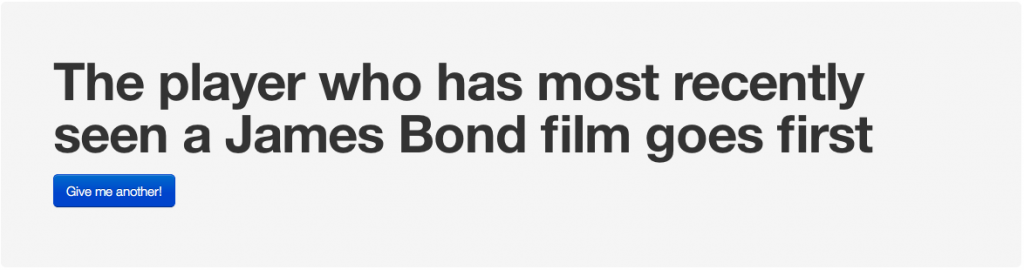 The player who has most recently
seen a James Bond film goes first
Give me another!